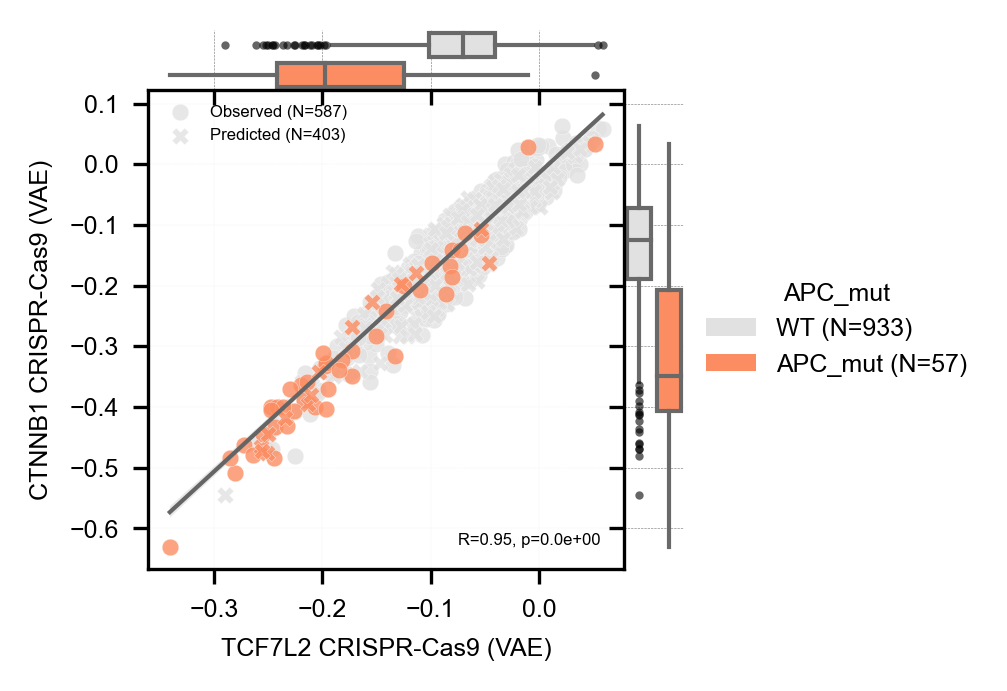 Observed (N=587)
Predicted (N=403)
0.1
0.0
−0.1
−0.2
−0.3
−0.4
−0.5
−0.6
CTNNB1 CRISPR-Cas9 (VAE)
R=0.95, p=0.0e+00
−0.3
−0.2
−0.1
0.0
TCF7L2 CRISPR-Cas9 (VAE)
APC_mut
WT (N=933)
APC_mut (N=57)